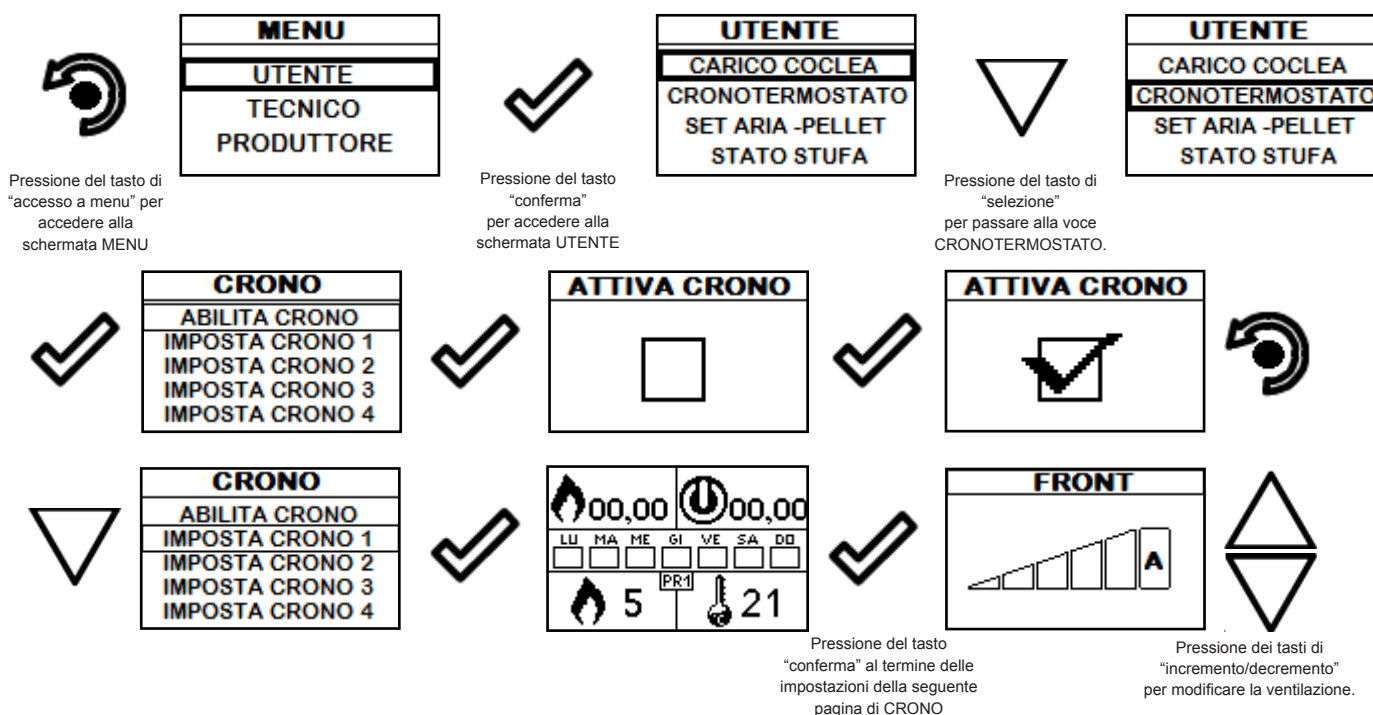 MENU
UTENTE
TECNICO
PRODUTTORE
UTENTE
CARICO COCLEA
CRONOTERMOSTATO
SET ARIA -PELLET
STATO STUFA
UTENTE
CARICO COCLEA
CRONOTERMOSTATO
SET ARIA -PELLET
STATO STUFA
Pressione del tasto di
“accesso a menu” per
accedere alla
schermata MENU
Pressione del tasto
“conferma”
per accedere alla
schermata UTENTE
Pressione del tasto di
“selezione”
per passare alla voce
CRONOTERMOSTATO.
CRONO
ABILITA CRONO
IMPOSTA CRONO 1
IMPOSTA CRONO 2
IMPOSTA CRONO 3
IMPOSTA CRONO 4
ATTIVA CRONO
ATTIVA CRONO
CRONO
ABILITA CRONO
IMPOSTA CRONO 1
IMPOSTA CRONO 2
IMPOSTA CRONO 3
IMPOSTA CRONO 4
00,00 00,00
LU MA ME GI VE SA DO
PR1
5 21
FRONT
A
Pressione del tasto
“conferma” al termine delle
impostazioni della seguente
pagina di CRONO
Pressione dei tasti di
“incremento/decremento”
per modificare la ventilazione.